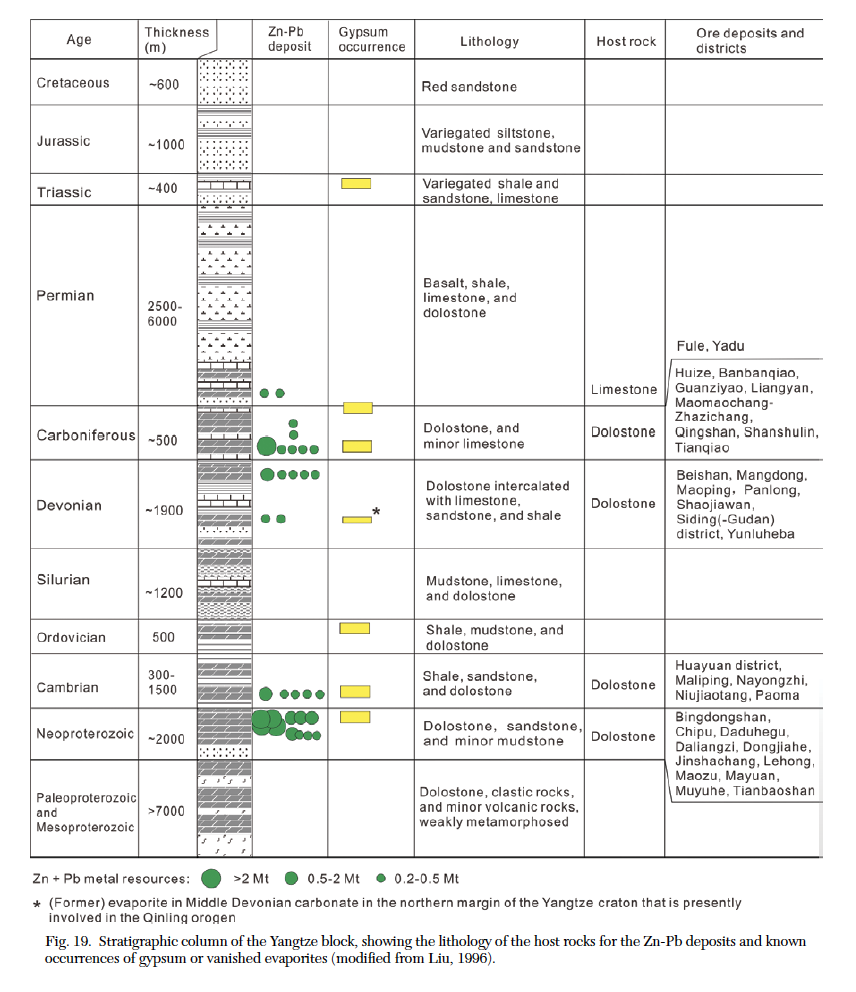 Age
Thickness
(m)
Zn-Pb
deposit
Gypsum
occurrence
Lithology
Host rock
Ore deposits and
districts
Cretaceous
~600
Red sandstone
Jurassic
~1000
Variegated siltstone,
mudstone and sandstone
Triassic
~400
Variegated shale and
sandstone, limestone
Permian
2500-
6000
Basalt, shale,
limestone, and
dolostone
Limestone
Fule, Yadu
Carboniferous
~500
Dolostone, and
minor limestone
Dolostone
Huize, Banbanqiao,
Guanziyao, Liangyan,
Maomaochang-
Zhazichang,
Qingshan, Shanshulin,
Tianqiao
Devonian
~1900
*
Dolostone intercalated
with limestone,
sandstone, and shale
Dolostone
Beishan, Mangdong,
Maoping, Panlong,
Shaojiawan,
Siding(-Gudan)
district, Yunluheba
Silurian
~1200
Mudstone, limestone,
and dolostone
Ordovician
500
Shale, mudstone, and
dolostone
Cambrian
300-
1500
Shale, sandstone,
and dolostone
Dolostone
Huayuan district,
Maliping, Nayongzhi,
Niujiaotang, Paoma
Neoproterozoic
~2000
Dolostone, sandstone,
and minor mudstone
Dolostone
Bingdongshan,
Chipu, Daduhegu,
Daliangzi, Dongjiahe,
Jinshachang, Lehong,
Maozu, Mayuan,
Muyuhe, Tianbaoshan
Paleoproterozoic
and
Mesoproterozoic
>7000
Dolostone, clastic rocks,
and minor volcanic rocks,
weakly metamorphosed
Zn + Pb metal resources: >2 Mt 0.5-2 Mt 0.2-0.5 Mt
* (Former) evaporite in Middle Devonian carbonate in the northern margin of the Yangtze craton that is presently
involved in the Qinling orogen
Fig. 19. Stratigraphic column of the Yangtze block, showing the lithology of the host rocks for the Zn-Pb deposits and known
occurrences of gypsum or vanished evaporites (modified from Liu, 1996).